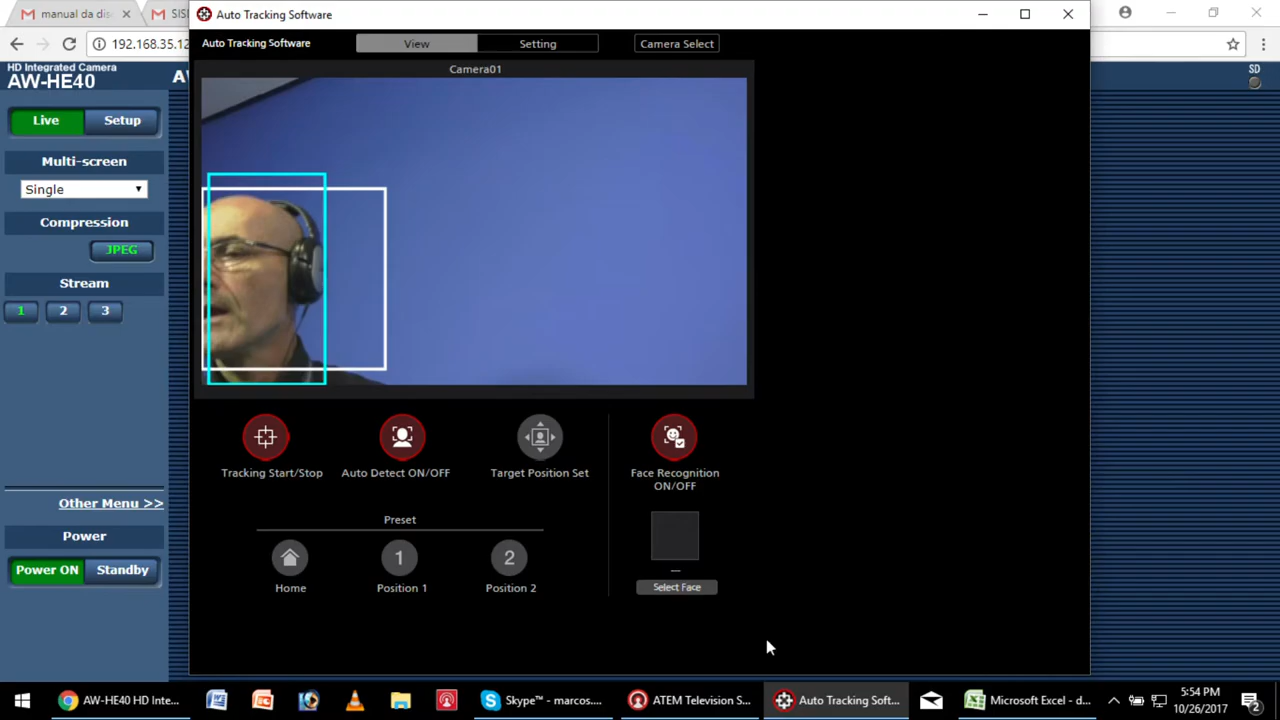 manual da dis
SIS
Auto Tracking Software
192.168.35.12
Auto Tracking Software
View
Setting
Camera Select
HD Integrated Camera
AW-HE40
SD
Camera01
Live
Setup
Multi-screen
Single
Compression
JPEG
Stream
1
2
3
Tracking Start/Stop
Auto Detect ON/OFF
Target Position Set
Face Recognition
ON/OFF
Other Menu >>
Preset
Power
Power ON
Standby
1
2
Home
Position 1
Position 2
---
Select Face
AW-HE40 HD Inte...
Skype™ - marcos....
ATEM Television S...
Auto Tracking Soft...
Microsoft Excel - d...
5:54 PM
10/26/2017
2